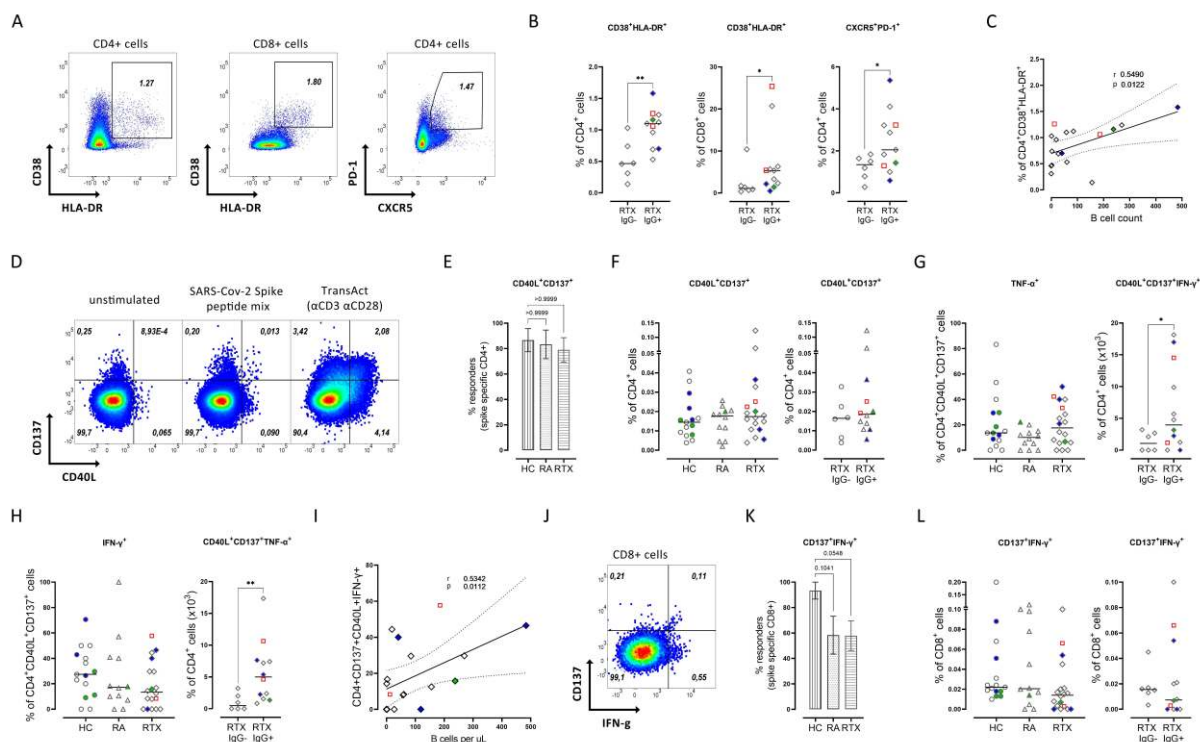 A
CD4+ cells
CD8+ cells
CD4+ cells
1.27
1.80
1.47
CD38
HLA-DR
CD38
HLA-DR
PD-1
CXCR5
B
CD38⁺HLA-DR⁺
CD38⁺HLA-DR⁺
CXCR5⁺PD-1⁺
% of CD4⁺ cells
% of CD8⁺ cells
% of CD4⁺ cells
**
*
*
RTX IgG-
RTX IgG+
RTX IgG-
RTX IgG+
RTX IgG-
RTX IgG+
C
% of CD4⁺CD38⁺HLA-DR⁺
r 0.5490
p 0.0122
B cell count
D
unstimulated
SARS-Cov-2 Spike peptide mix
TransAct (αCD3 αCD28)
0,25
8,93E-4
0,20
0,013
3,42
2,08
99,7
0,065
99,7
0,090
90,4
4,14
CD137
CD40L
E
CD40L⁺CD137⁺
>0.9999
>0.9999
% responders (spike specific CD4+)
HC RA RTX
F
CD40L⁺CD137⁺
CD40L⁺CD137⁺
% of CD4⁺ cells
% of CD4⁺ cells
HC RA RTX
RTX IgG-
RTX IgG+
G
TNF-α⁺
CD40L⁺CD137⁺IFN-γ⁺
% of CD4⁺CD40L⁺CD137⁺ cells
% of CD4⁺ cells (x10³)
*
HC RA RTX
RTX IgG-
RTX IgG+
H
IFN-γ⁺
CD40L⁺CD137⁺TNF-α⁺
% of CD4⁺CD40L⁺CD137⁺ cells
% of CD4⁺ cells (x10³)
**
HC RA RTX
RTX IgG-
RTX IgG+
I
CD4+CD137+CD40L+IFN-γ+
r 0.5342
p 0.0112
B cells per uL
J
CD8+ cells
0,21
0,11
99,1
0,55
CD137
IFN-g
K
CD137⁺IFN-γ⁺
0.0548
0.1041
% responders (spike specific CD8+)
HC RA RTX
L
CD137⁺IFN-γ⁺
CD137⁺IFN-γ⁺
% of CD8⁺ cells
% of CD8⁺ cells
HC RA RTX
RTX IgG-
RTX IgG+